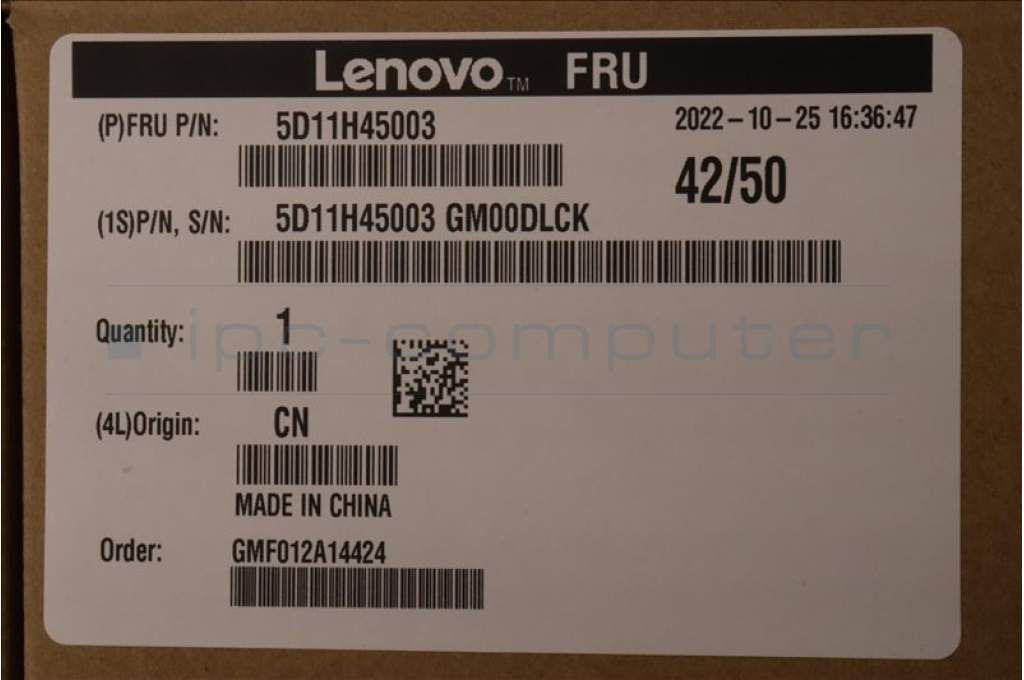 Lenovo™ FRU
(P)FRU P/N: 5D11H45003
2022-10-25 16:36:47
42/50
(1S)P/N, S/N: 5D11H45003 GM00DLCK
Quantity: 1
ipc-computer
(4L)Origin: CN
MADE IN CHINA
Order: GMF012A14424